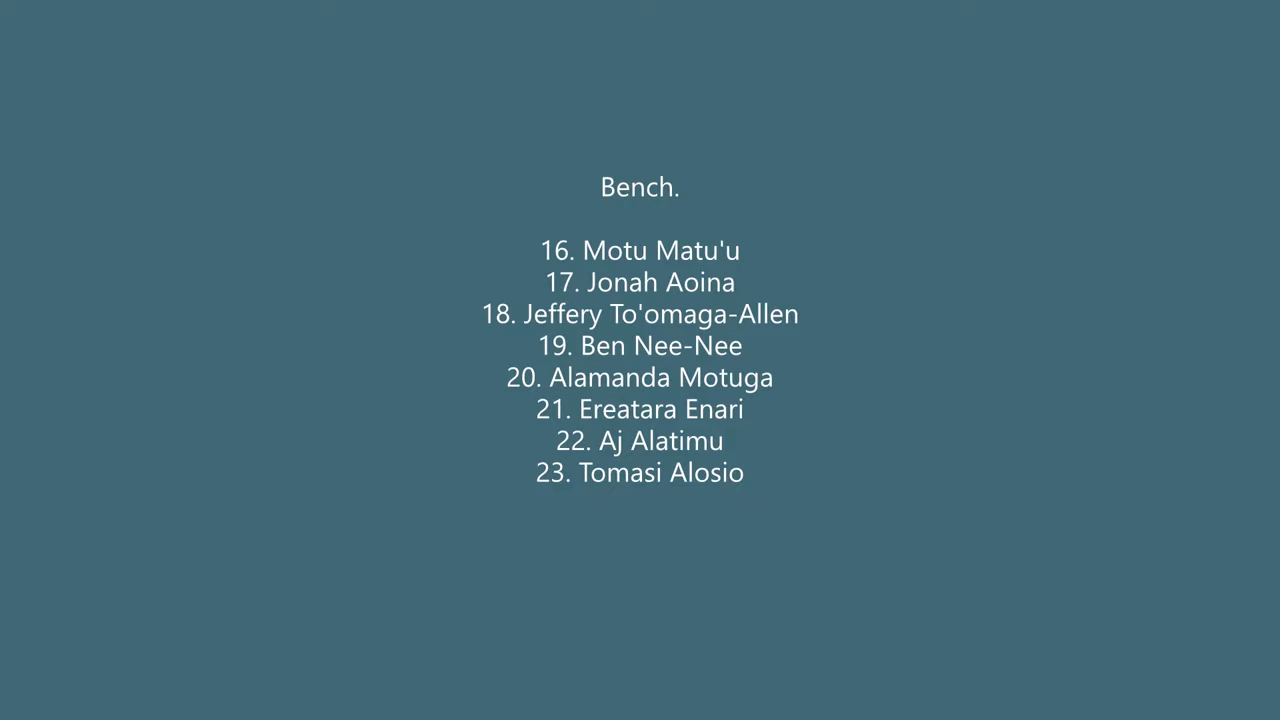 Bench.
16. Motu Matu'u
17. Jonah Aoina
18. Jeffery To'omaga-Allen
19. Ben Nee-Nee
20. Alamanda Motuga
21. Ereatara Enari
22. Aj Alatimu
23. Tomasi Alosio